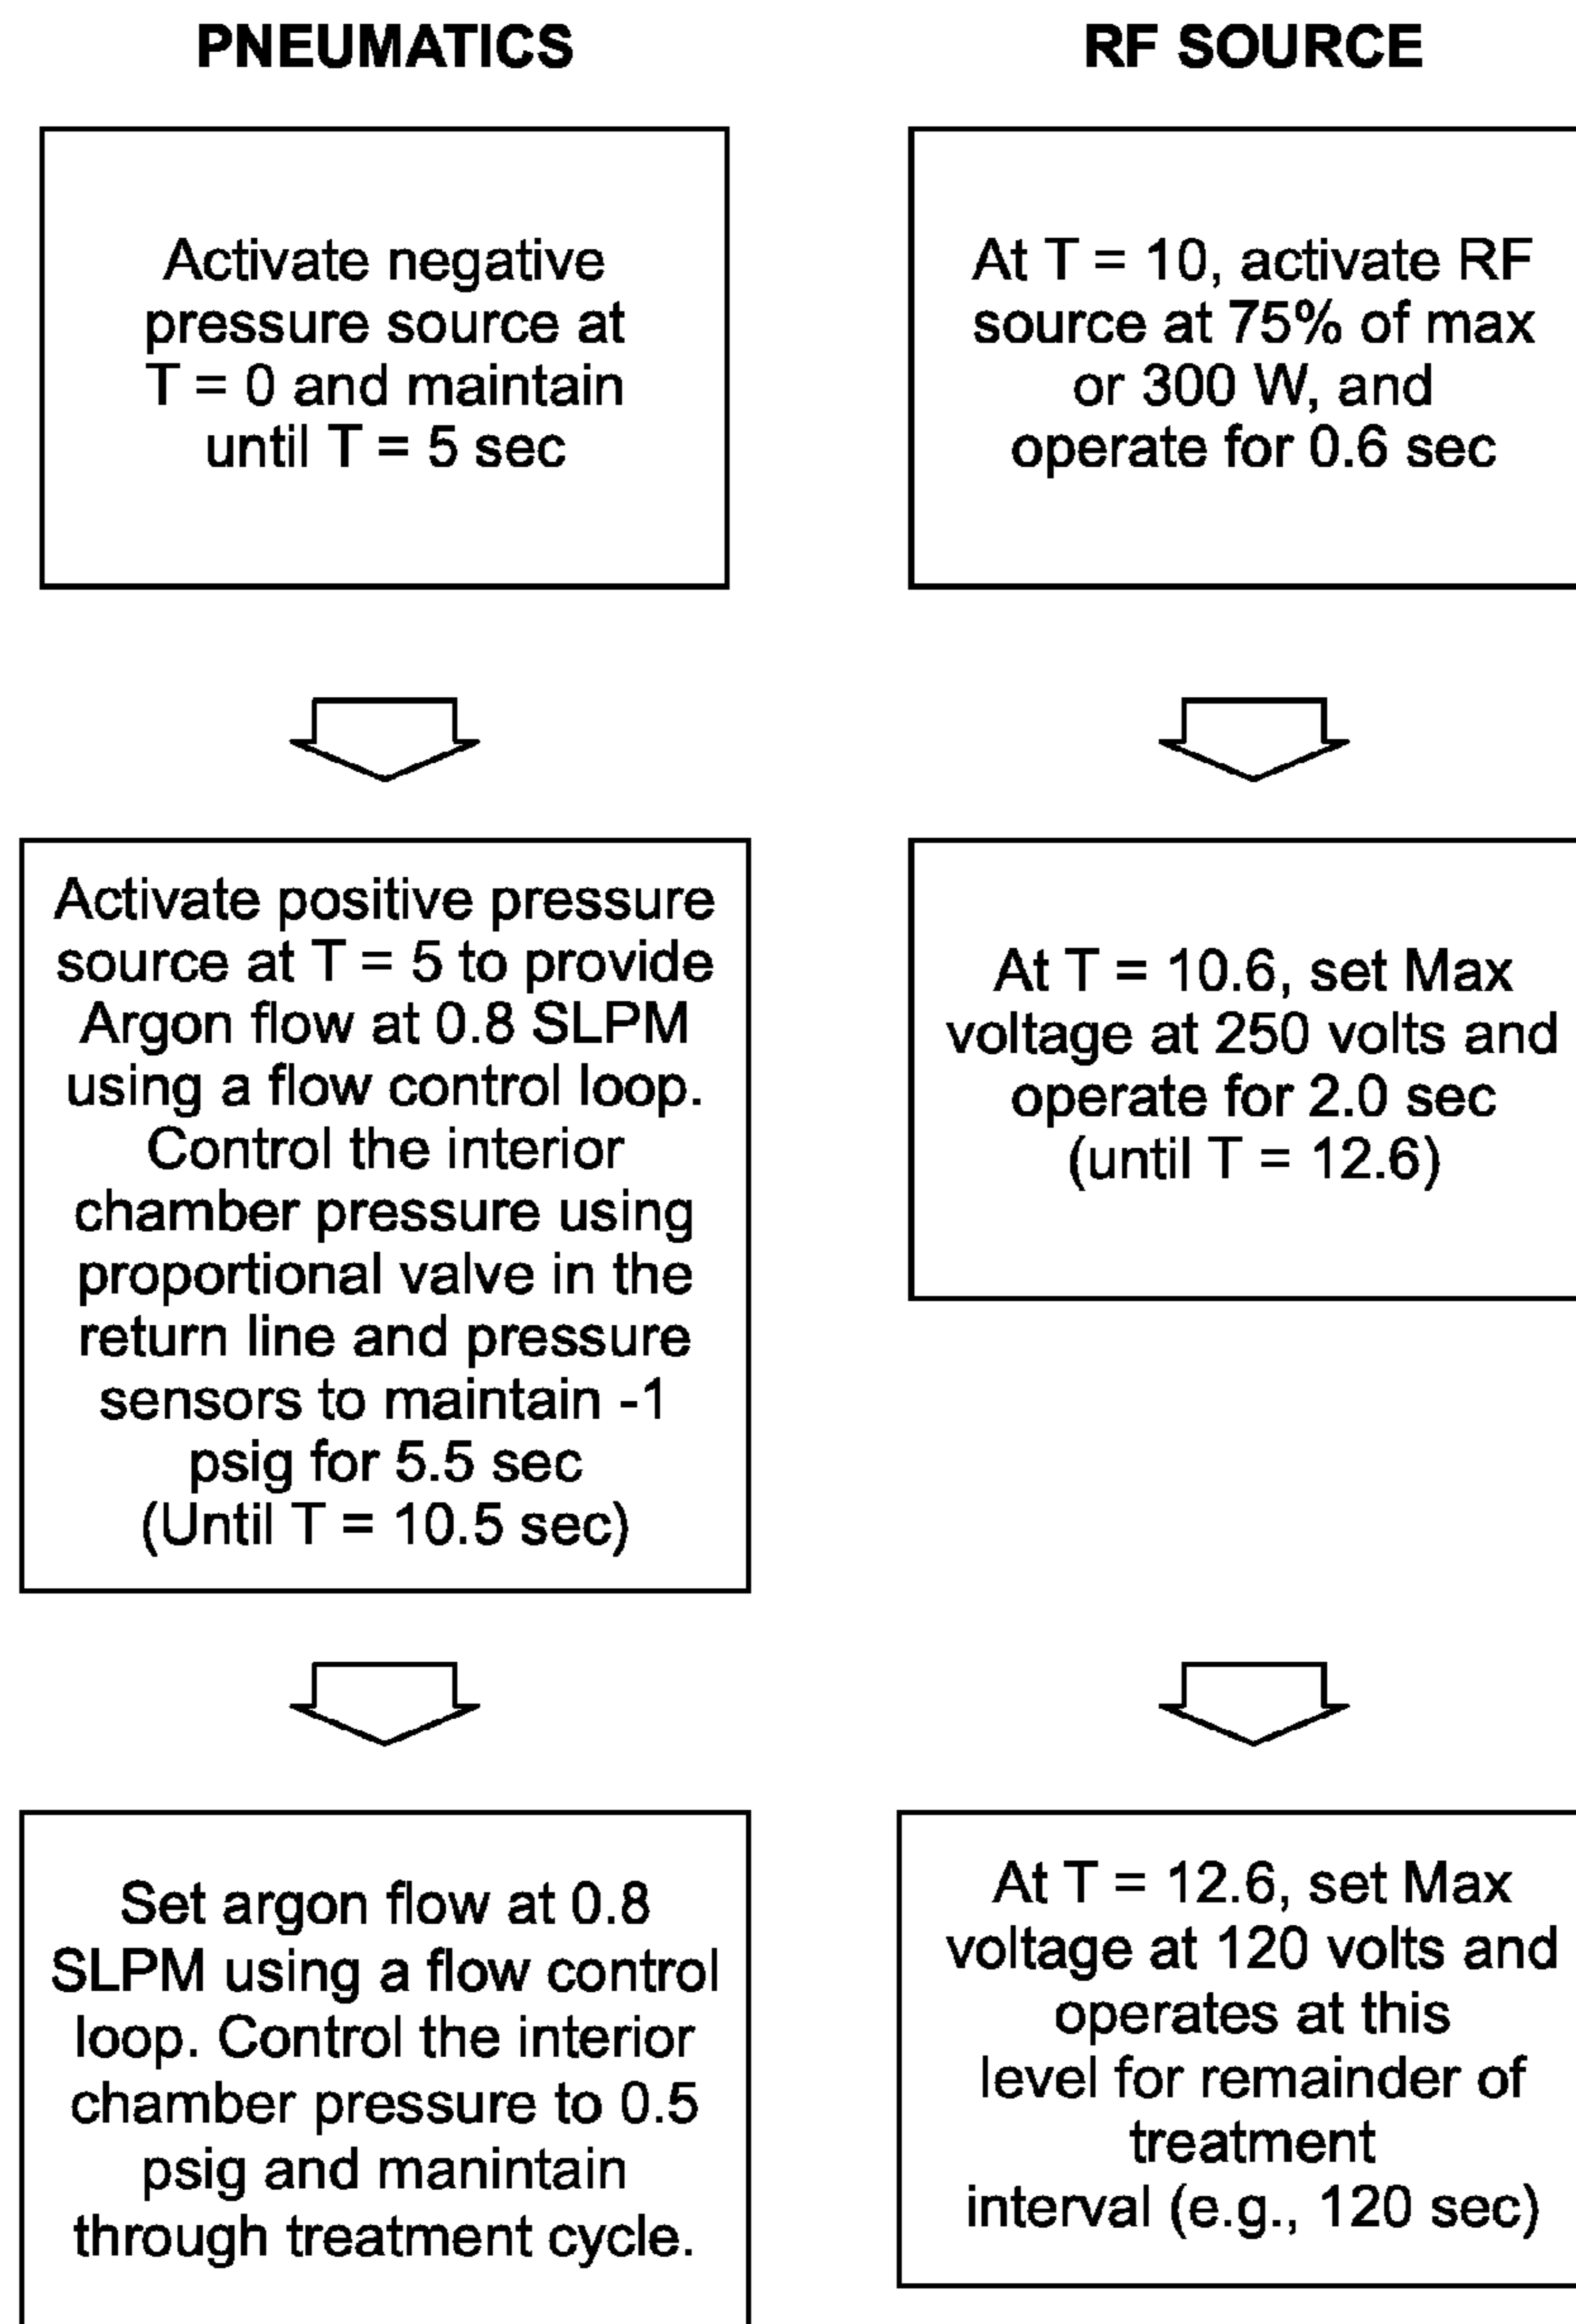 PNEUMATICS
Activate negative
pressure source at
T = 0 and maintain
until T = 5 sec
Activate positive pressure
source at T = 5 to provide
Argon flow at 0.8 SLPM
using a flow control loop.
Control the interior
chamber pressure using
proportional valve in the
return line and pressure
sensors to maintain -1
psig for 5.5 sec
(Until T = 10.5 sec)
Set argon flow at 0.8
SLPM using a flow control
loop. Control the interior
chamber pressure to 0.5
psig and manintain
through treatment cycle.
RF SOURCE
At T = 10, activate RF
source at 75% of max
or 300 W, and
operate for 0.6 sec
At T = 10.6, set Max
voltage at 250 volts and
operate for 2.0 sec
(until T = 12.6)
At T = 12.6, set Max
voltage at 120 volts and
operates at this
level for remainder of
treatment
interval (e.g., 120 sec)